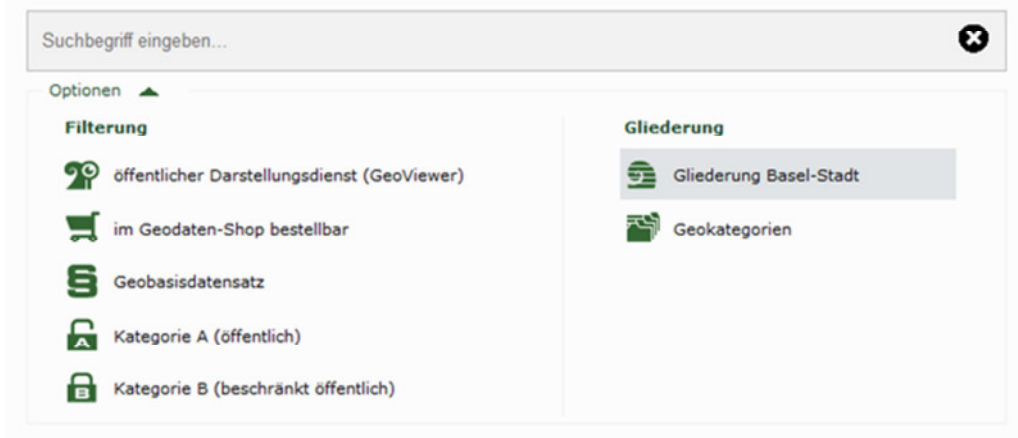 Suchbegriff eingeben...
Optionen
Filterung
öffentlicher Darstellungsdienst (GeoViewer)
im Geodaten-Shop bestellbar
§ Geobasisdatensatz
A Kategorie A (öffentlich)
B Kategorie B (beschränkt öffentlich)
Gliederung
Gliederung Basel-Stadt
Geokategorien